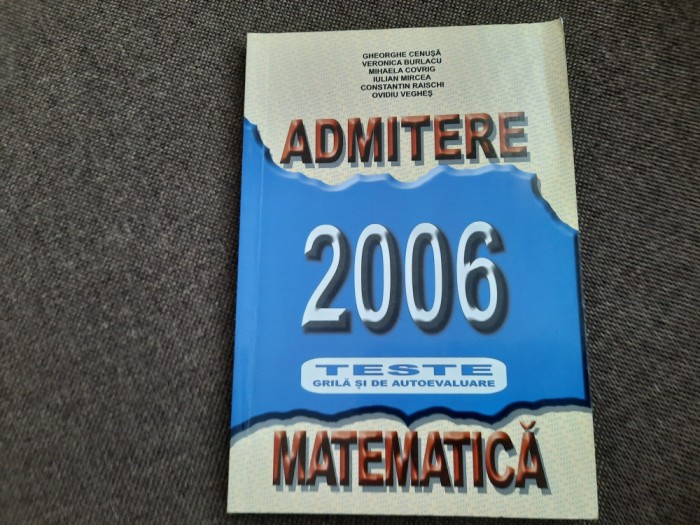 GHEORGHE CENUȘĂ
VERONICA BURLACU
MIHAELA COVRIG
IULIAN MIRCEA
CONSTANTIN RAISCHI
OVIDIU VEGHEȘ
ADMITERE
2006
TESTE
GRILĂ ȘI DE AUTOEVALUARE
MATEMATICĂ